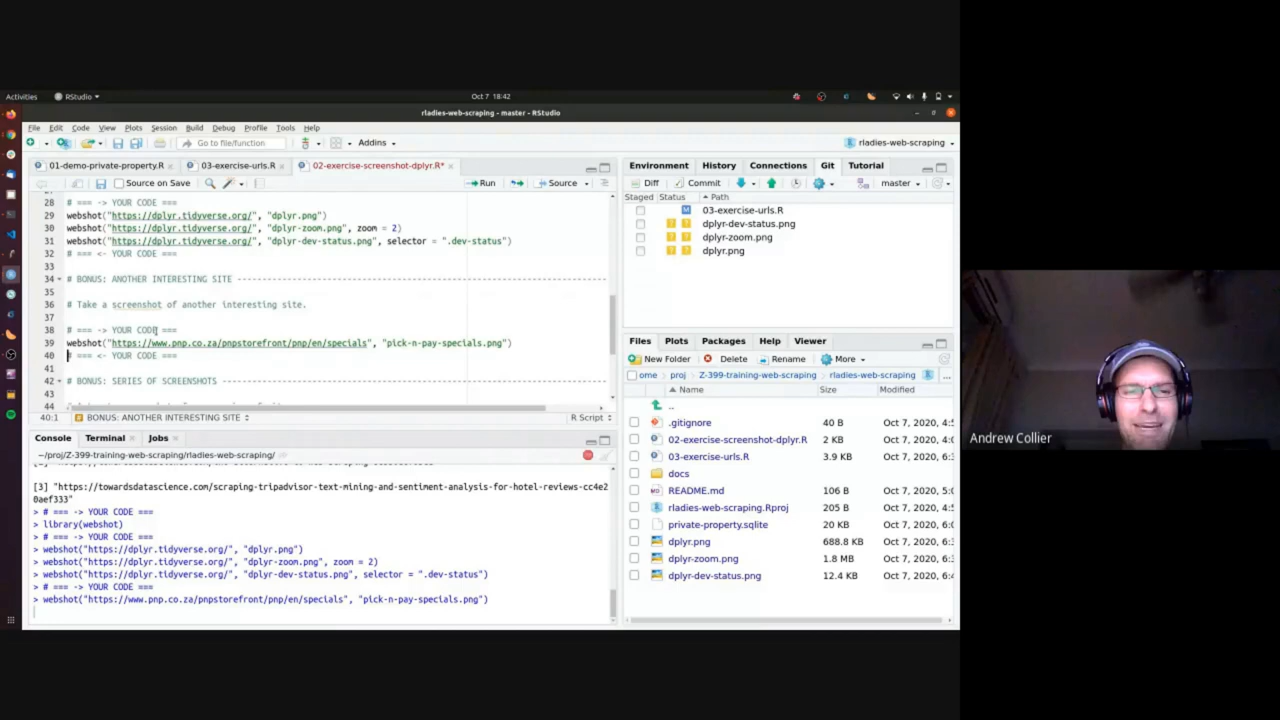 Activities RStudio Oct 7 18:42
rladies-web-scraping - master - RStudio
File Edit Code View Plots Session Build Debug Profile Tools Help
Go to file/function Addins rladies-web-scraping
01-demo-private-property.R 03-exercise-urls.R 02-exercise-screenshot-dplyr.R*
Source on Save Run Source
28 # === -> YOUR CODE ===
29 webshot("https://dplyr.tidyverse.org/", "dplyr.png")
30 webshot("https://dplyr.tidyverse.org/", "dplyr-zoom.png", zoom = 2)
31 webshot("https://dplyr.tidyverse.org/", "dplyr-dev-status.png", selector = ".dev-status")
32 # === <- YOUR CODE ===
33
34 # BONUS: ANOTHER INTERESTING SITE ----------------------------------------------------------
35
36 # Take a screenshot of another interesting site.
37
38 # === -> YOUR CODE ===
39 webshot("https://www.pnp.co.za/pnpstorefront/pnp/en/specials", "pick-n-pay-specials.png")
40 # === <- YOUR CODE ===
41
42 # BONUS: SERIES OF SCREENSHOTS ----------------------------------------------------------
43
44
40:1 BONUS: ANOTHER INTERESTING SITE R Script
Console Terminal Jobs
~/proj/Z-399-training-web-scraping/rladies-web-scraping/
[3] "https://towardsdatascience.com/scraping-tripadvisor-text-mining-and-sentiment-analysis-for-hotel-reviews-cc4e2
0aef333"
> # === -> YOUR CODE ===
> library(webshot)
> # === -> YOUR CODE ===
> webshot("https://dplyr.tidyverse.org/", "dplyr.png")
> webshot("https://dplyr.tidyverse.org/", "dplyr-zoom.png", zoom = 2)
> webshot("https://dplyr.tidyverse.org/", "dplyr-dev-status.png", selector = ".dev-status")
> # === -> YOUR CODE ===
> webshot("https://www.pnp.co.za/pnpstorefront/pnp/en/specials", "pick-n-pay-specials.png")
Environment History Connections Git Tutorial
Diff Commit master
Staged Status Path
M 03-exercise-urls.R
? ? dplyr-dev-status.png
? ? dplyr-zoom.png
? ? dplyr.png
Files Plots Packages Help Viewer
New Folder Delete Rename More
ome proj Z-399-training-web-scraping rladies-web-scraping ...
Name Size Modified
..
.gitignore 40 B Oct 7, 2020, 4:5
02-exercise-screenshot-dplyr.R 2 KB Oct 7, 2020, 4:0
03-exercise-urls.R 3.9 KB Oct 7, 2020, 6:3
docs
README.md 106 B Oct 7, 2020, 5:0
rladies-web-scraping.Rproj 205 B Oct 7, 2020, 4:5
private-property.sqlite 20 KB Oct 7, 2020, 6:0
dplyr.png 688.8 KB Oct 7, 2020, 6:3
dplyr-zoom.png 1.8 MB Oct 7, 2020, 6:3
dplyr-dev-status.png 12.4 KB Oct 7, 2020, 6:4
Andrew Collier